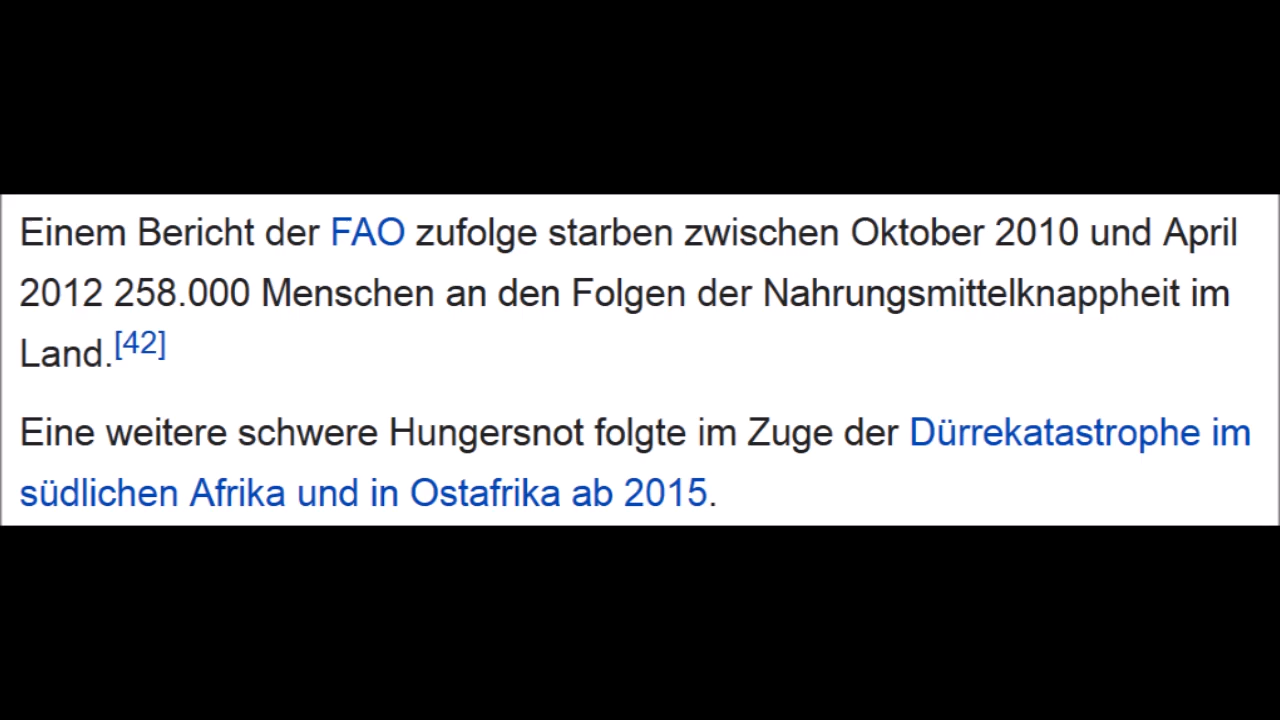 Einem Bericht der FAO zufolge starben zwischen Oktober 2010 und April
2012 258.000 Menschen an den Folgen der Nahrungsmittelknappheit im
Land.[42]
Eine weitere schwere Hungersnot folgte im Zuge der Dürrekatastrophe im
südlichen Afrika und in Ostafrika ab 2015.